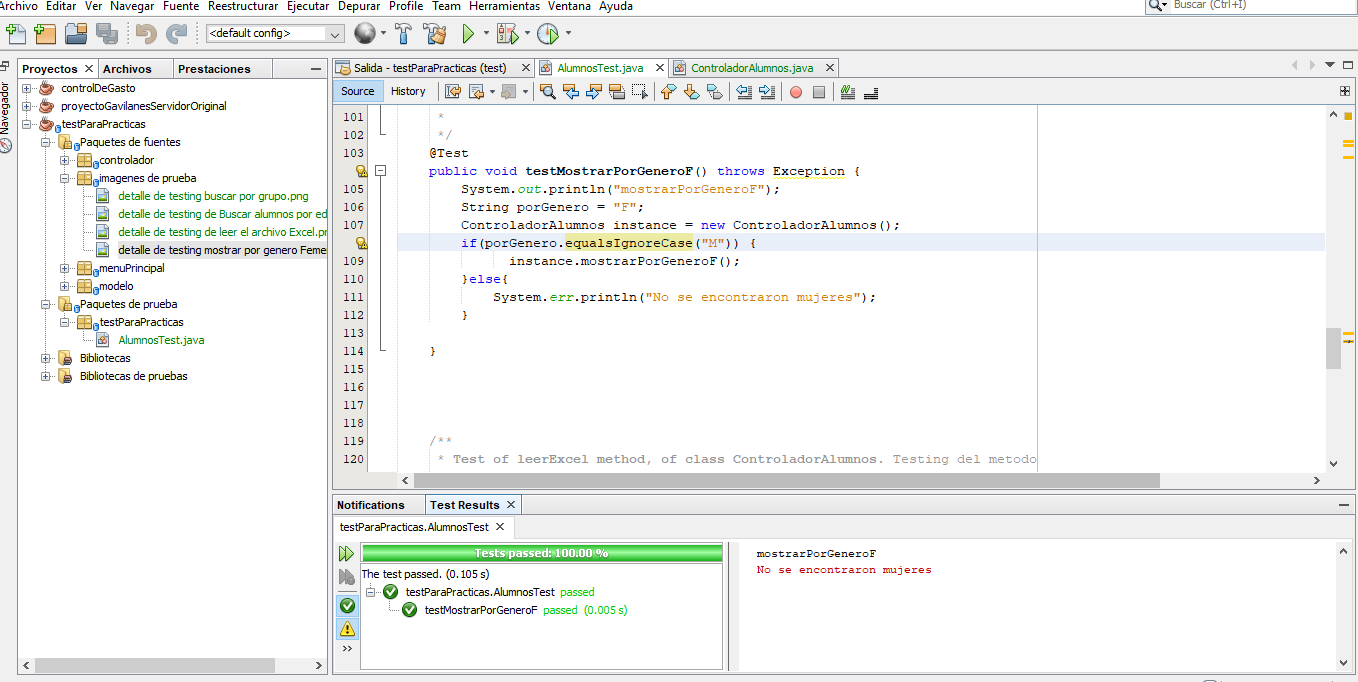 Archivo Editar Ver Navegar Fuente Reestructurar Ejecutar Depurar Profile Team Herramientas Ventana Ayuda
Buscar (Ctrl+I)
<default config>
Proyectos Archivos Prestaciones
Navegador
controlDeGasto
proyectoGavilanesServidorOriginal
testParaPracticas
Paquetes de fuentes
controlador
imagenes de prueba
detalle de testing buscar por grupo.png
detalle de testing de Buscar alumnos por ed
detalle de testing de leer el archivo Excel.pr
detalle de testing mostrar por genero Feme
menuPrincipal
modelo
Paquetes de prueba
testParaPracticas
AlumnosTest.java
Bibliotecas
Bibliotecas de pruebas
Salida - testParaPracticas (test) AlumnosTest.java ControladorAlumnos.java
Source History
101 *
102 */
103 @Test
public void testMostrarPorGeneroF() throws Exception {
105 System.out.println("mostrarPorGeneroF");
106 String porGenero = "F";
107 ControladorAlumnos instance = new ControladorAlumnos();
if(porGenero.equalsIgnoreCase("M")) {
109 instance.mostrarPorGeneroF();
110 }else{
111 System.err.println("No se encontraron mujeres");
112 }
113
114 }
115
116
117
118
119 /**
120 * Test of leerExcel method, of class ControladorAlumnos. Testing del metodo
Notifications Test Results
testParaPracticas.AlumnosTest
Tests passed: 100.00 %
The test passed. (0.105 s)
testParaPracticas.AlumnosTest passed
testMostrarPorGeneroF passed (0.005 s)
mostrarPorGeneroF
No se encontraron mujeres